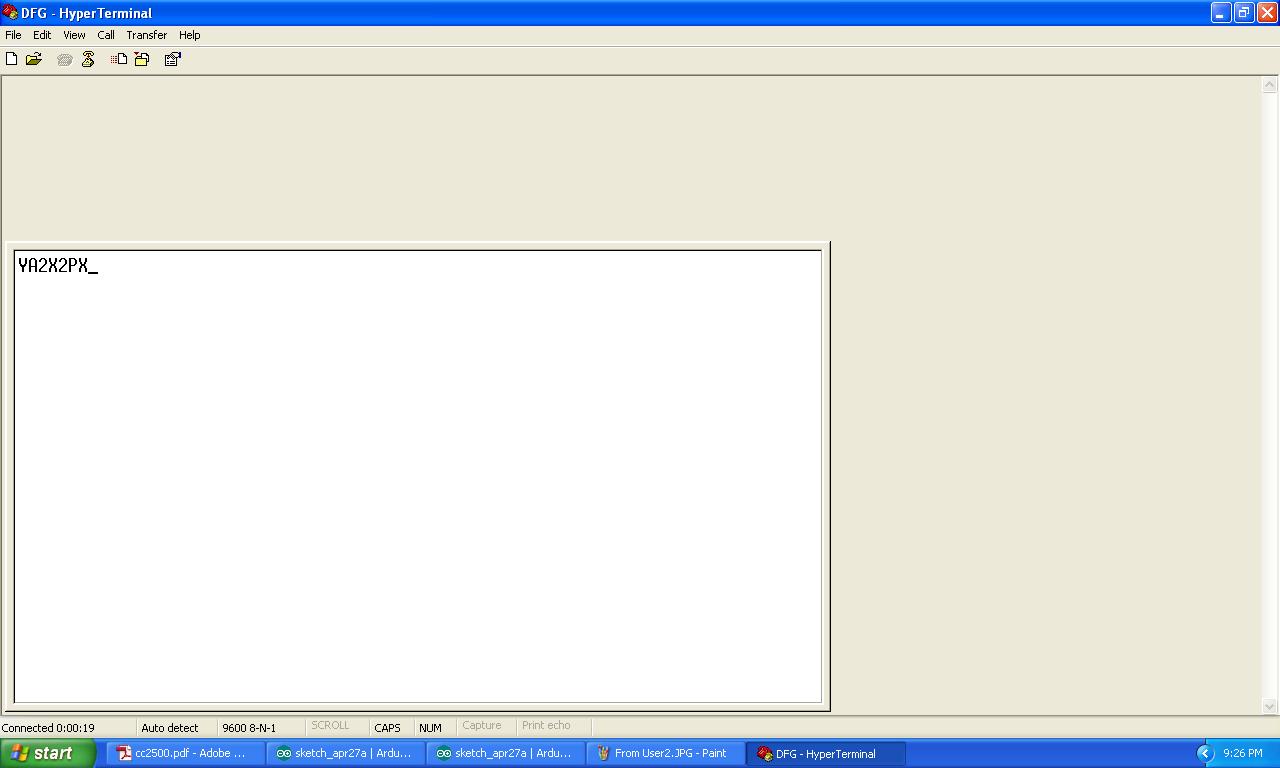 DFG - HyperTerminal
File Edit View Call Transfer Help
YA2X2PX_
Connected 0:00:19 Auto detect 9600 8-N-1 SCROLL CAPS NUM Capture Print echo
start cc2500.pdf - Adobe ... sketch_apr27a | Ardu... sketch_apr27a | Ardu... From User2.JPG - Paint DFG - HyperTerminal 9:26 PM